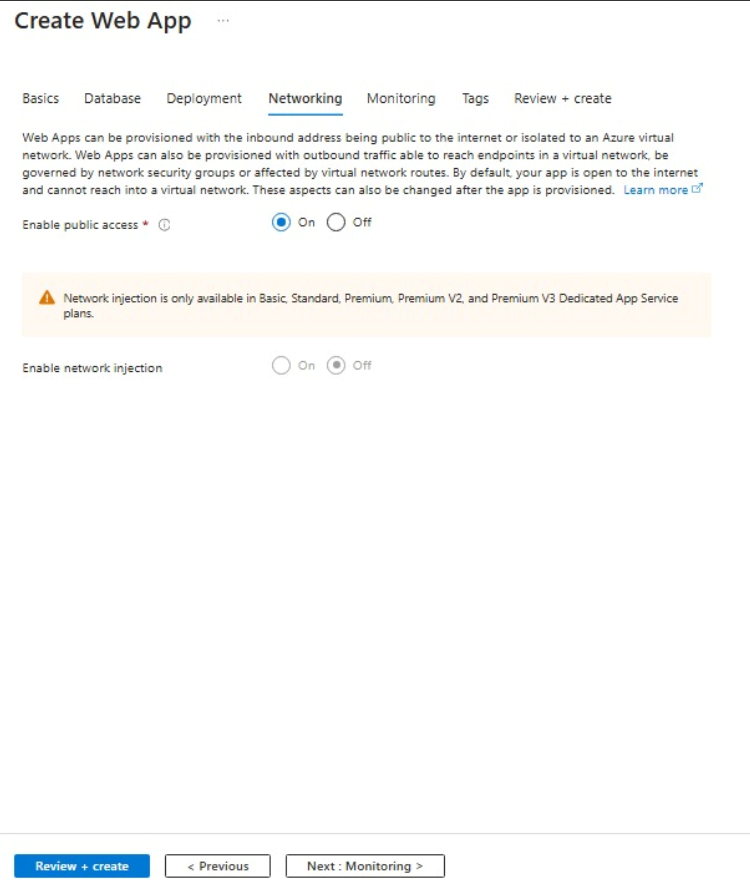 Create Web App ...
Basics Database Deployment Networking Monitoring Tags Review + create
Web Apps can be provisioned with the inbound address being public to the internet or isolated to an Azure virtual
network. Web Apps can also be provisioned with outbound traffic able to reach endpoints in a virtual network, be
governed by network security groups or affected by virtual network routes. By default, your app is open to the internet
and cannot reach into a virtual network. These aspects can also be changed after the app is provisioned. Learn more
Enable public access * On Off
Network injection is only available in Basic, Standard, Premium, Premium V2, and Premium V3 Dedicated App Service
plans.
Enable network injection On Off
Review + create < Previous Next : Monitoring >